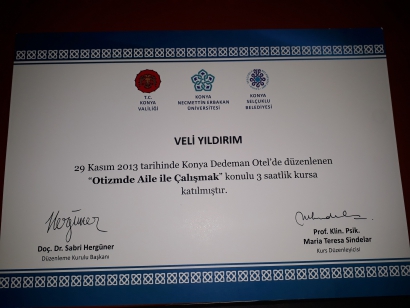 T.C.
KONYA
VALİLİĞİ
KONYA
NECMETTİN ERBAKAN
ÜNİVERSİTESİ
KONYA
SELÇUKLU
BELEDİYESİ
VELİ YILDIRIM
29 Kasım 2013 tarihinde Konya Dedeman Otel'de düzenlenen
“Otizmde Aile ile Çalışmak” konulu 3 saatlik kursa
katılmıştır.
Hergüner
Doç. Dr. Sabri Hergüner
Düzenleme Kurulu Başkanı
Prof. Klin. Psik.
Maria Teresa Sindelar
Kurs Düzenleyicisi